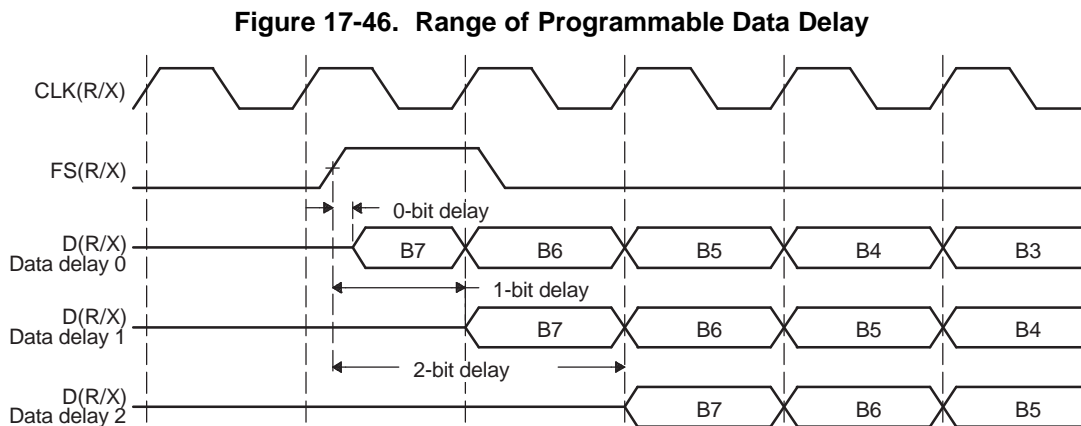 Figure 17-46. Range of Programmable Data Delay
CLK(R/X)
FS(R/X)
0-bit delay
D(R/X)
Data delay 0
B7 B6 B5 B4 B3
1-bit delay
D(R/X)
Data delay 1
B7 B6 B5 B4
2-bit delay
D(R/X)
Data delay 2
B7 B6 B5